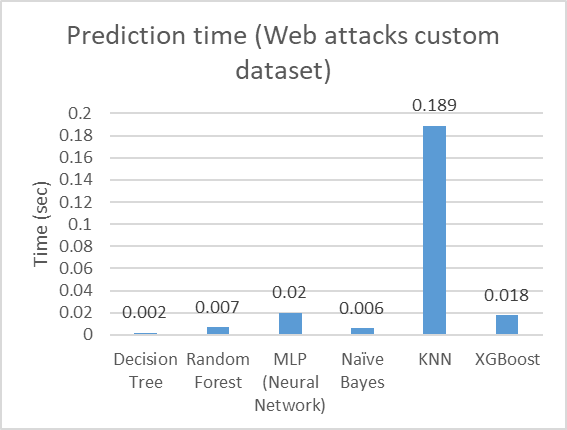 Prediction time (Web attacks custom
dataset)
Time (sec)
0.2
0.18
0.16
0.14
0.12
0.1
0.08
0.06
0.04
0.02
0
0.002
0.007
0.02
0.006
0.189
0.018
Decision
Tree
Random
Forest
MLP
(Neural
Network)
Naïve
Bayes
KNN
XGBoost